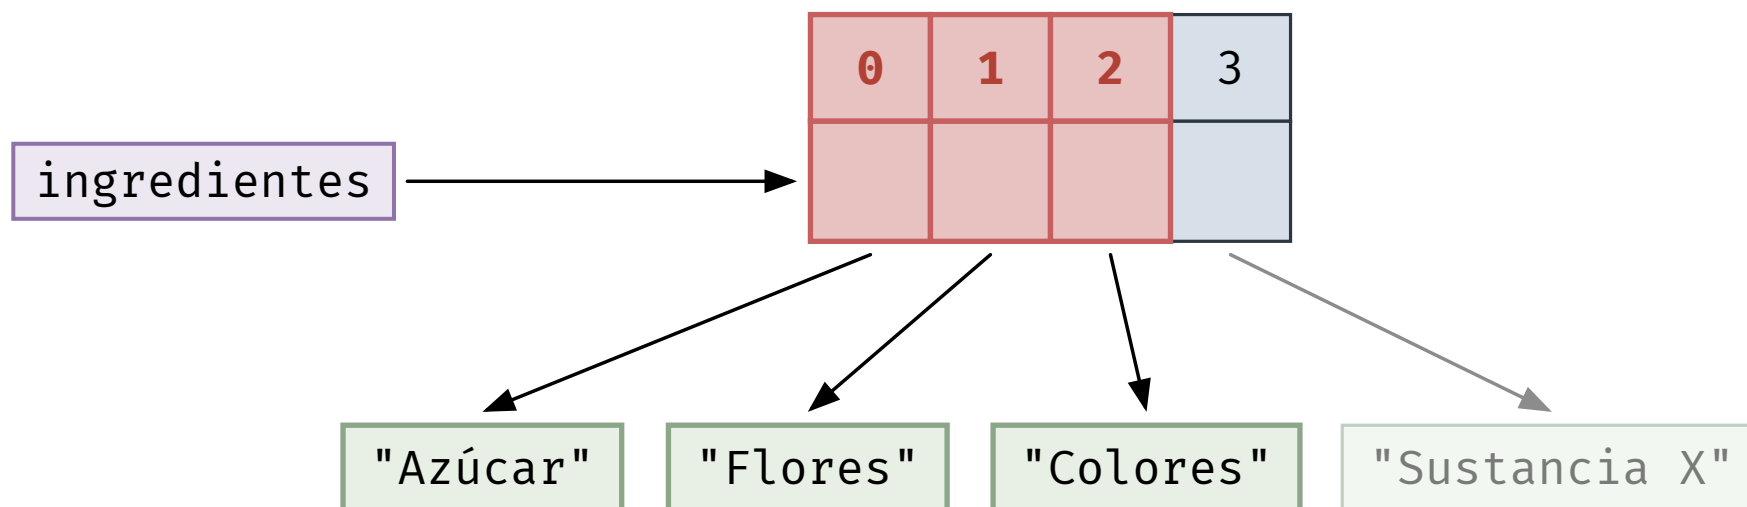 0 1 2 3
ingredientes
"Azúcar" "Flores" "Colores" "Sustancia X"